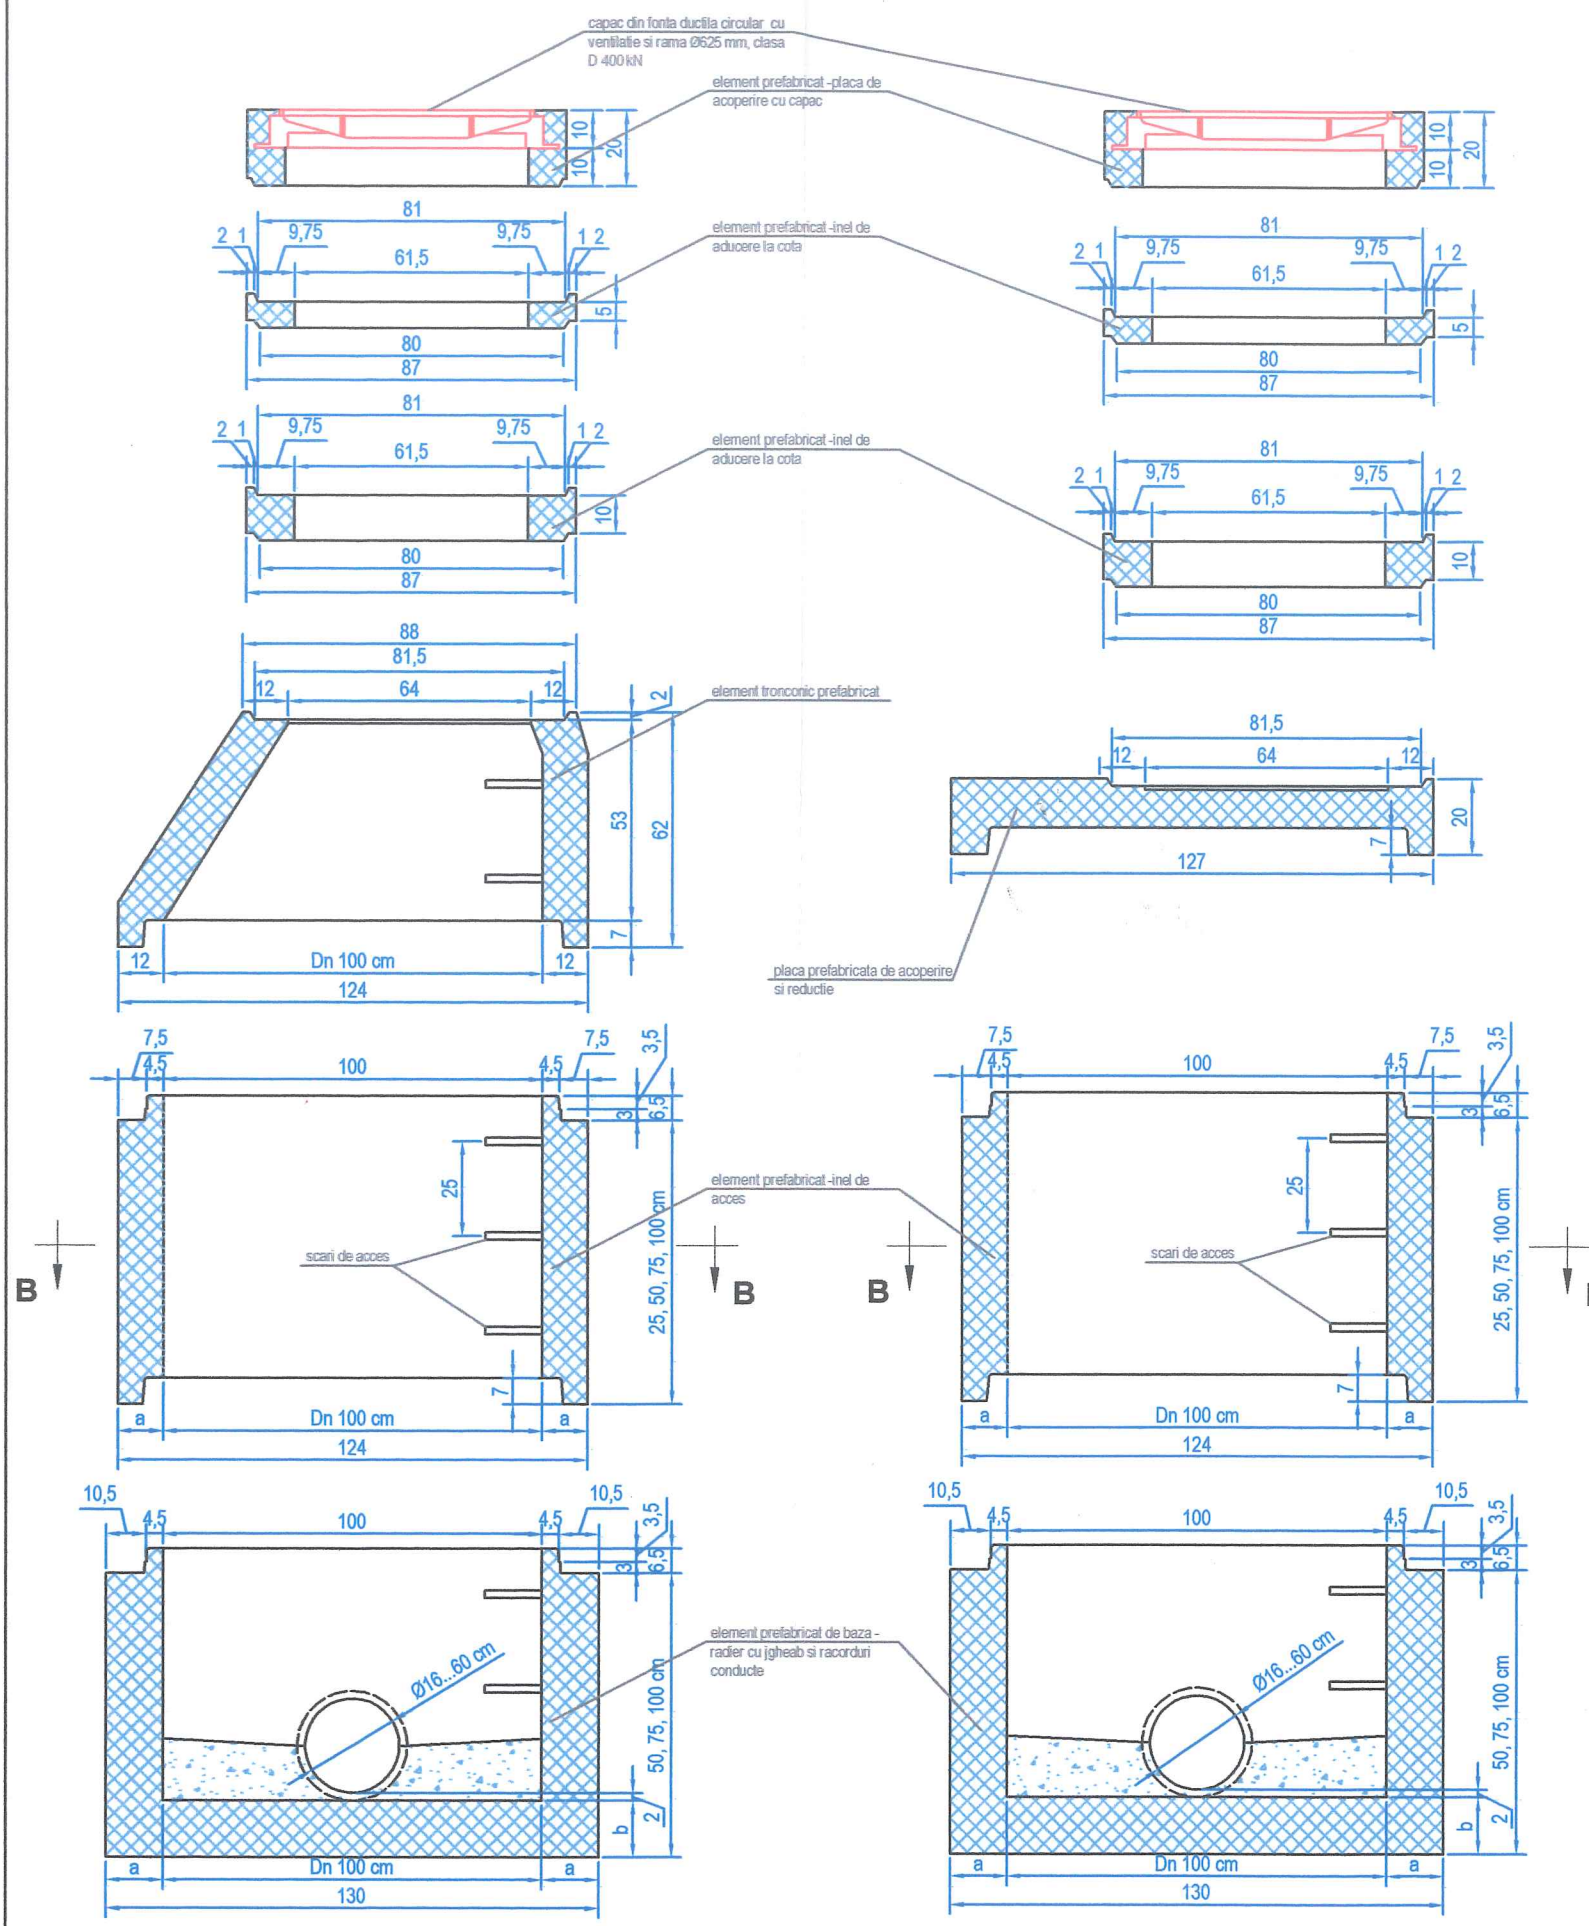 capac din fonta ductila circular cu
ventilatie si rama Ø625 mm, clasa
D 400kN
element prefabricat -placa de
acoperire cu capac
10
20
10
10
20
10
81
2 1
9,75
9,75
1 2
61,5
5
80
87
element prefabricat -inel de
aducere la cota
81
2 1
9,75
9,75
1 2
61,5
5
80
87
81
2 1
9,75
9,75
1 2
61,5
10
80
87
element prefabricat -inel de
aducere la cota
81
2 1
9,75
9,75
1 2
61,5
10
80
87
88
81,5
12
64
12
2
53
62
7
12
Dn 100 cm
12
124
element tronconic prefabricat
81,5
12
64
12
20
7
127
placa prefabricata de acoperire
si reductie
7,5
4,5
100
4,5
7,5
3,5
3
6,5
25
25, 50, 75, 100 cm
7
a
Dn 100 cm
a
124
element prefabricat -inel de
acces
scari de acces
B
B
7,5
4,5
100
4,5
7,5
3,5
3
6,5
25
25, 50, 75, 100 cm
7
a
Dn 100 cm
a
124
scari de acces
B
10,5
4,5
100
4,5
10,5
3,5
3
6,5
Ø16...60 cm
50, 75, 100 cm
2
b
a
Dn 100 cm
a
130
element prefabricat de baza -
radier cu jgheab si racorduri
conducte
10,5
4,5
100
4,5
10,5
3,5
3
6,5
Ø16...60 cm
50, 75, 100 cm
2
b
a
Dn 100 cm
a
130